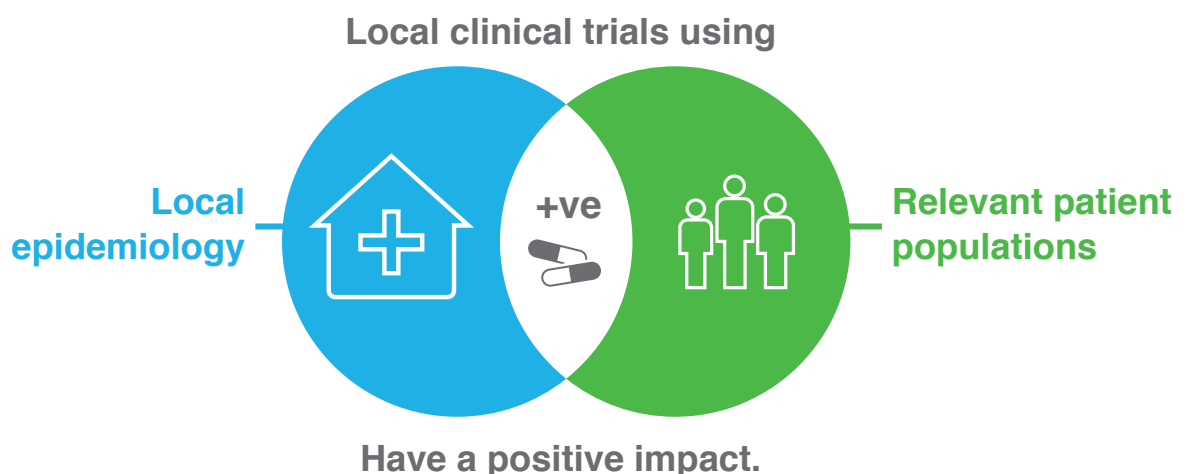 Local clinical trials using
Local
epidemiology
+ve
Relevant patient
populations
Have a positive impact.